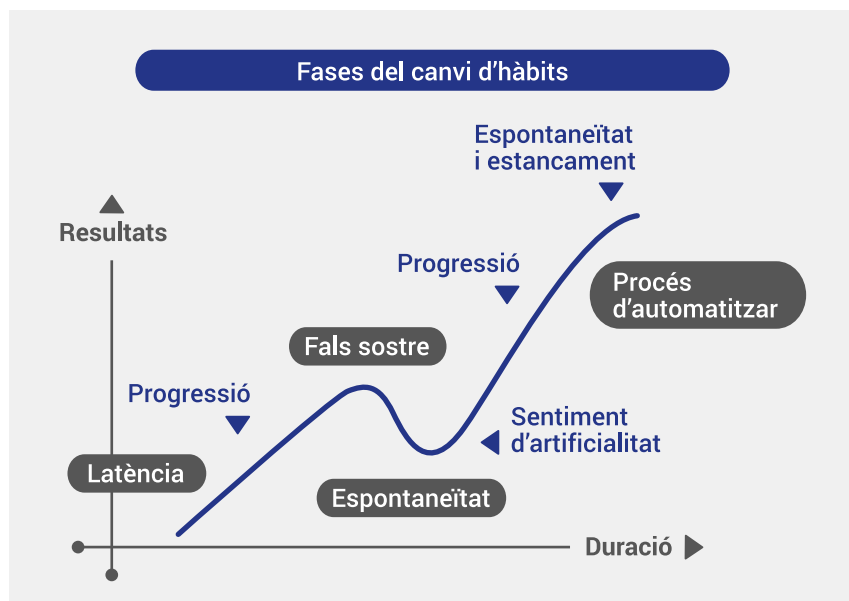 Fases del canvi d'hàbits
Espontaneïtat
i estancament
Resultats
Progressió
Procés
d'automatitzar
Fals sostre
Progressió
Sentiment
d'artificialitat
Latència
Espontaneïtat
Duració